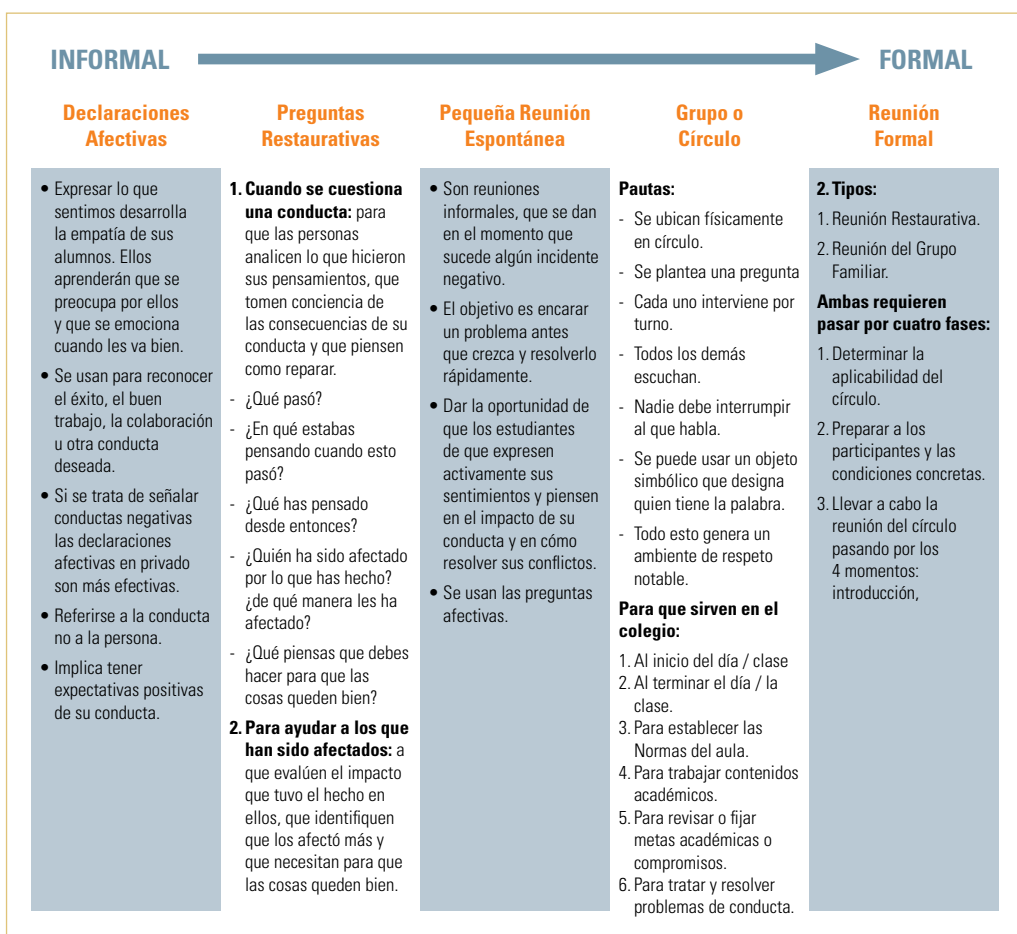 INFORMAL
FORMAL
Declaraciones
Afectivas
• Expresar lo que
sentimos desarrolla
la empatía de sus
alumnos. Ellos
aprenderán que se
preocupa por ellos
y que se emociona
cuando les va bien.
• Se usan para reconocer
el éxito, el buen
trabajo, la colaboración
u otra conducta
deseada.
• Si se trata de señalar
conductas negativas
las declaraciones
afectivas en privado
son más efectivas.
• Referirse a la conducta
no a la persona.
• Implica tener
expectativas positivas
de su conducta.
Preguntas
Restaurativas
1. Cuando se cuestiona
una conducta: para
que las personas
analicen lo que hicieron
sus pensamientos, que
tomen conciencia de
las consecuencias de su
conducta y que piensen
como reparar.
- ¿Qué pasó?
- ¿En qué estabas
pensando cuando esto
pasó?
- ¿Qué has pensado
desde entonces?
- ¿Quién ha sido afectado
por lo que has hecho?
¿de qué manera les ha
afectado?
- ¿Qué piensas que debes
hacer para que las
cosas queden bien?
2. Para ayudar a los que
han sido afectados: a
que evalúen el impacto
que tuvo el hecho en
ellos, que identifiquen
que los afectó más y
que necesitan para que
las cosas queden bien.
Pequeña Reunión
Espontánea
• Son reuniones
informales, que se dan
en el momento que
sucede algún incidente
negativo.
• El objetivo es encarar
un problema antes
que crezca y resolverlo
rápidamente.
• Dar la oportunidad de
que los estudiantes
de que expresen
activamente sus
sentimientos y piensen
en el impacto de su
conducta y en cómo
resolver sus conflictos.
• Se usan las preguntas
afectivas.
Grupo o
Círculo
Pautas:
- Se ubican físicamente
en círculo.
- Se plantea una pregunta
- Cada uno interviene por
turno.
- Todos los demás
escuchan.
- Nadie debe interrumpir
al que habla.
- Se puede usar un objeto
simbólico que designa
quien tiene la palabra.
- Todo esto genera un
ambiente de respeto
notable.
Para que sirven en el
colegio:
1. Al inicio del día / clase
2. Al terminar el día / la
clase.
3. Para establecer las
Normas del aula.
4. Para trabajar contenidos
académicos.
5. Para revisar o fijar
metas académicas o
compromisos.
6. Para tratar y resolver
problemas de conducta.
Reunión
Formal
2. Tipos:
1. Reunión Restaurativa.
2. Reunión del Grupo
Familiar.
Ambas requieren
pasar por cuatro fases:
1. Determinar la
aplicabilidad del
círculo.
2. Preparar a los
participantes y las
condiciones concretas.
3. Llevar a cabo la
reunión del círculo
pasando por los
4 momentos:
introducción,